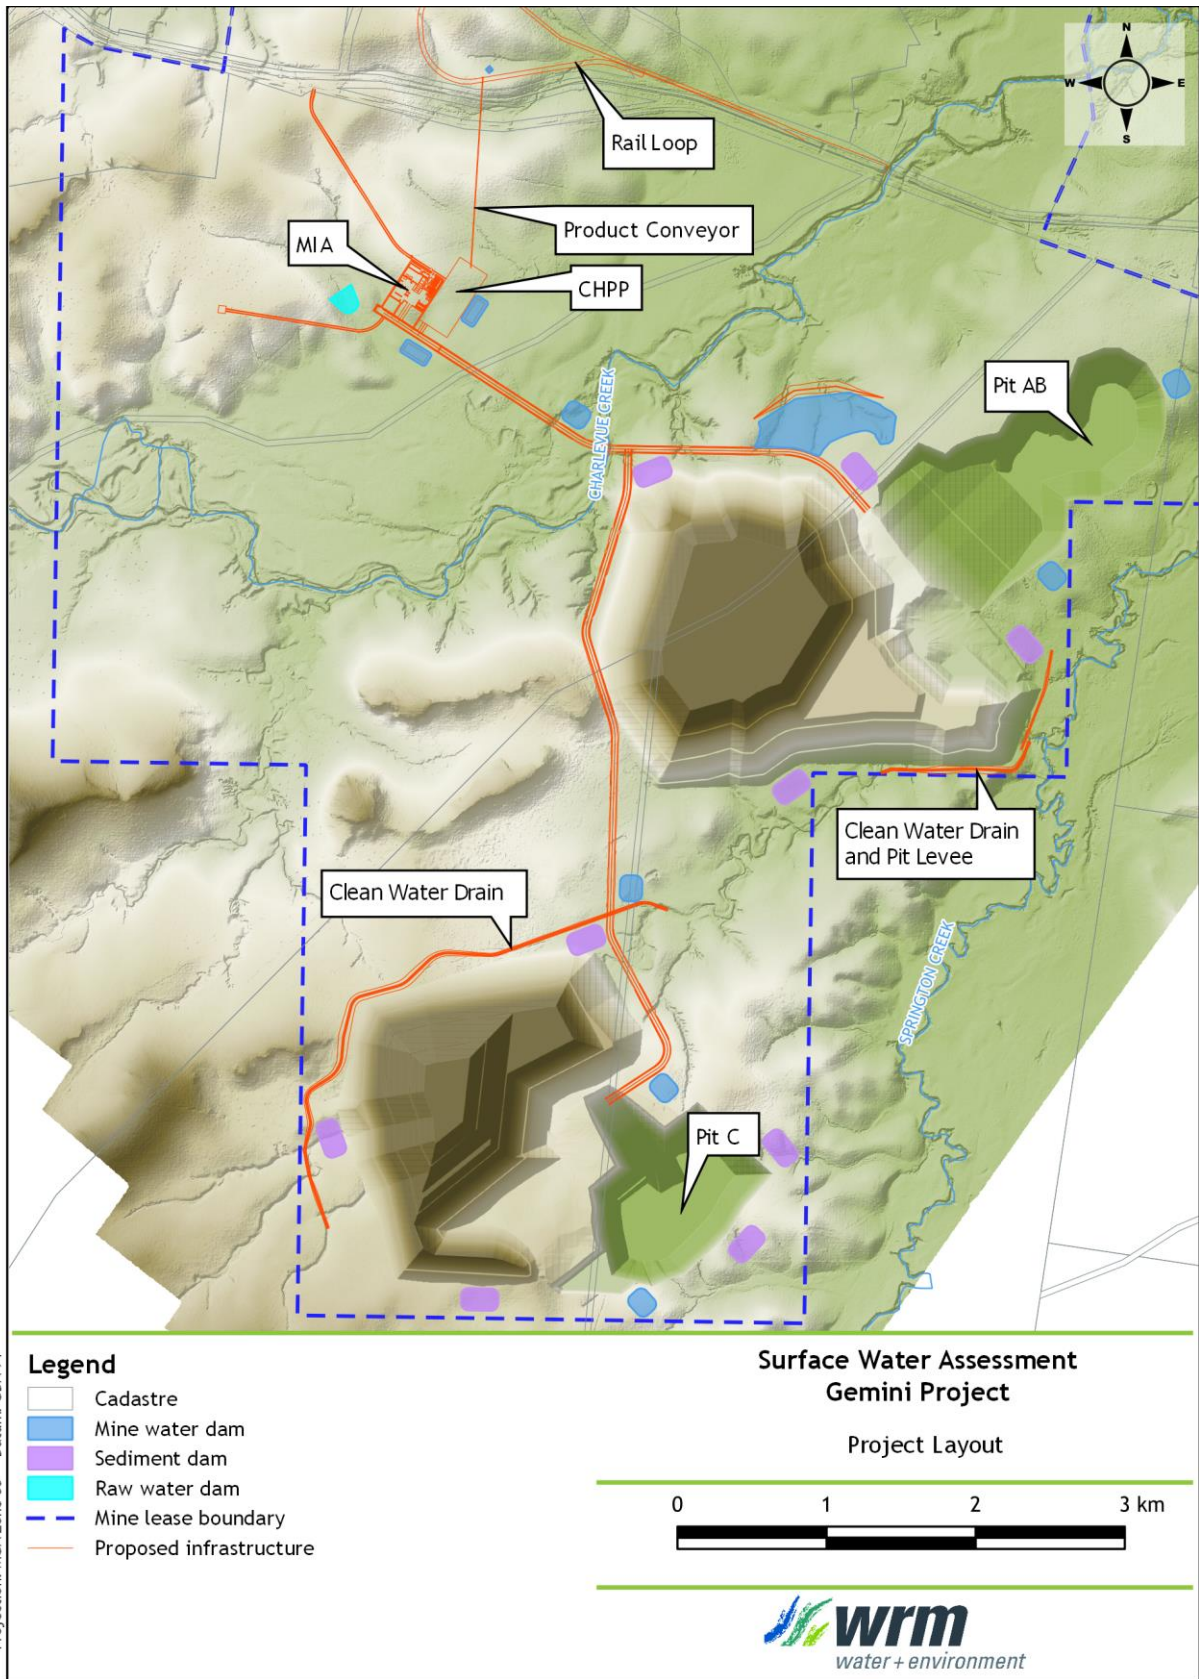 N
W
E
S
Rail Loop
Product Conveyor
MIA
CHPP
Pit AB
CHARLEVUE CREEK
Clean Water Drain
and Pit Levee
Clean Water Drain
SPRINGTON CREEK
Pit C
Legend
Cadastre
Mine water dam
Sediment dam
Raw water dam
Mine lease boundary
Proposed infrastructure
Surface Water Assessment
Gemini Project
Project Layout
0 1 2 3 km
wrm
water + environment